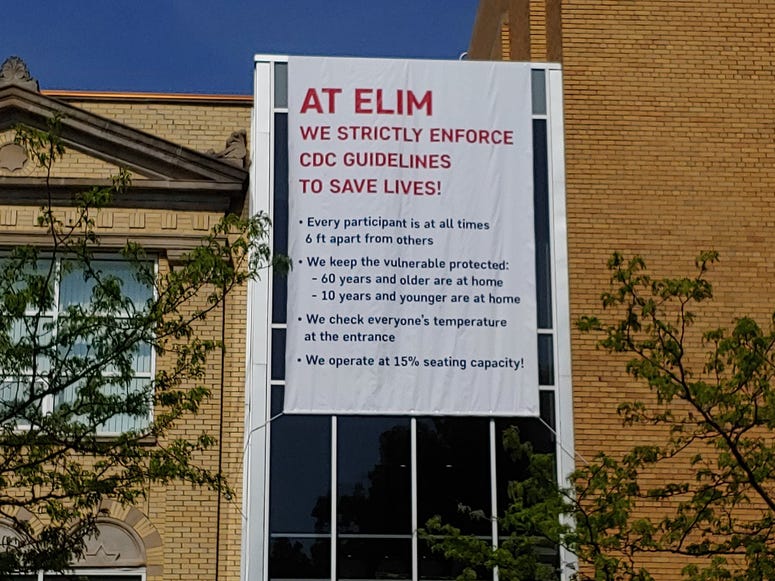 AT ELIM
WE STRICTLY ENFORCE
CDC GUIDELINES
TO SAVE LIVES!
• Every participant is at all times
6 ft apart from others
• We keep the vulnerable protected:
- 60 years and older are at home
- 10 years and younger are at home
• We check everyone's temperature
at the entrance
• We operate at 15% seating capacity!